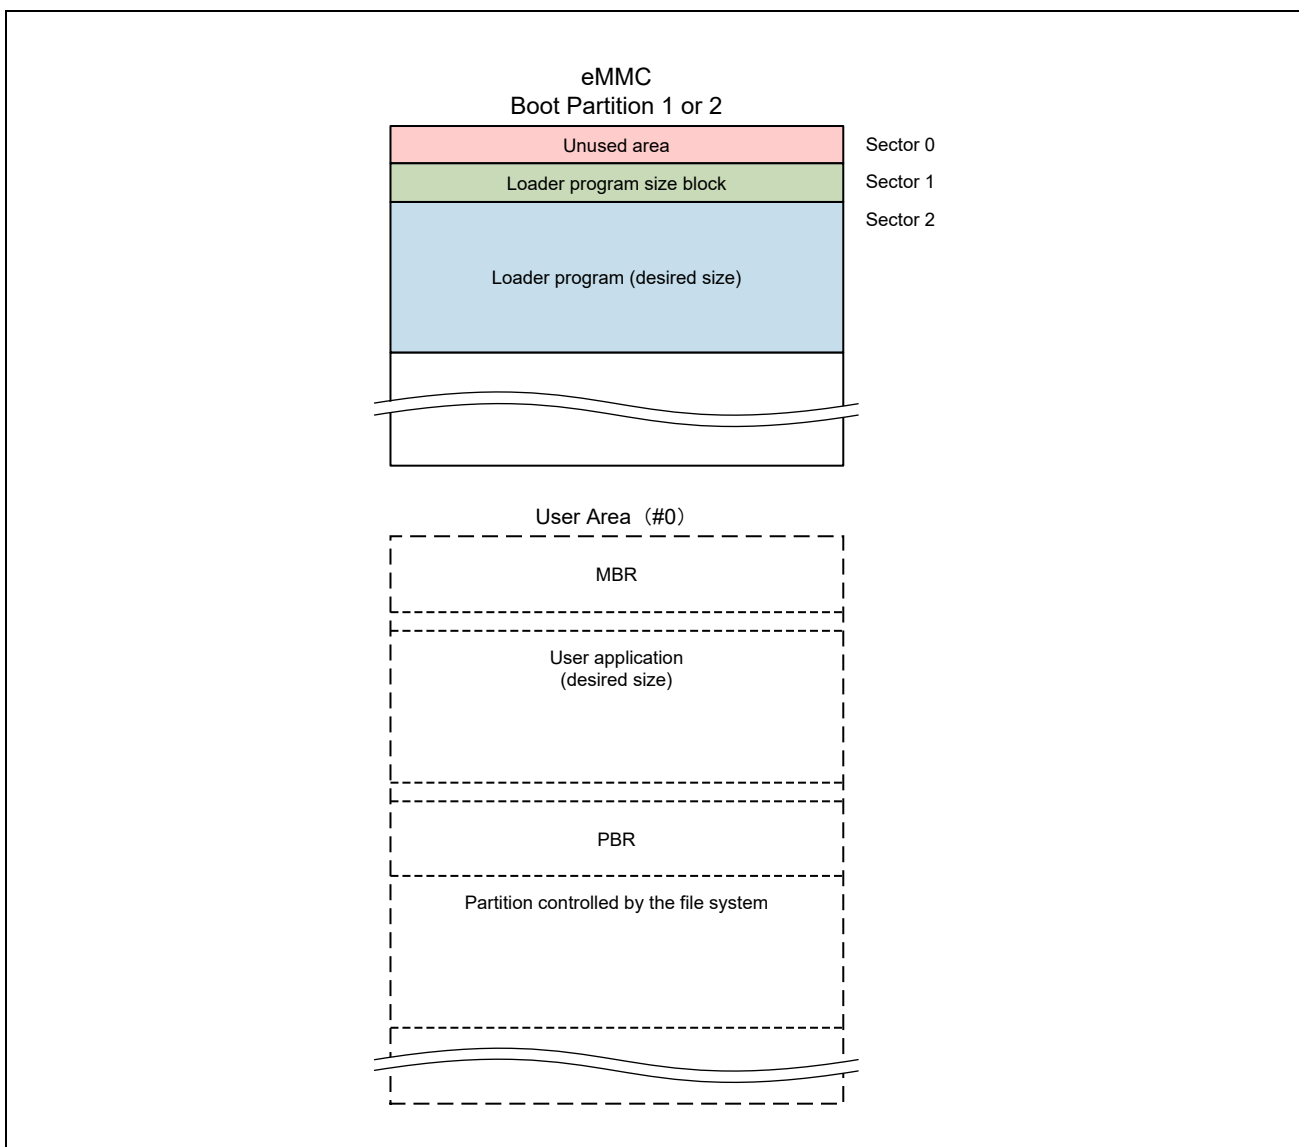 eMMC
Boot Partition 1 or 2
Unused area
Sector 0
Loader program size block
Sector 1
Sector 2
Loader program (desired size)
User Area（#0）
MBR
User application
(desired size)
PBR
Partition controlled by the file system